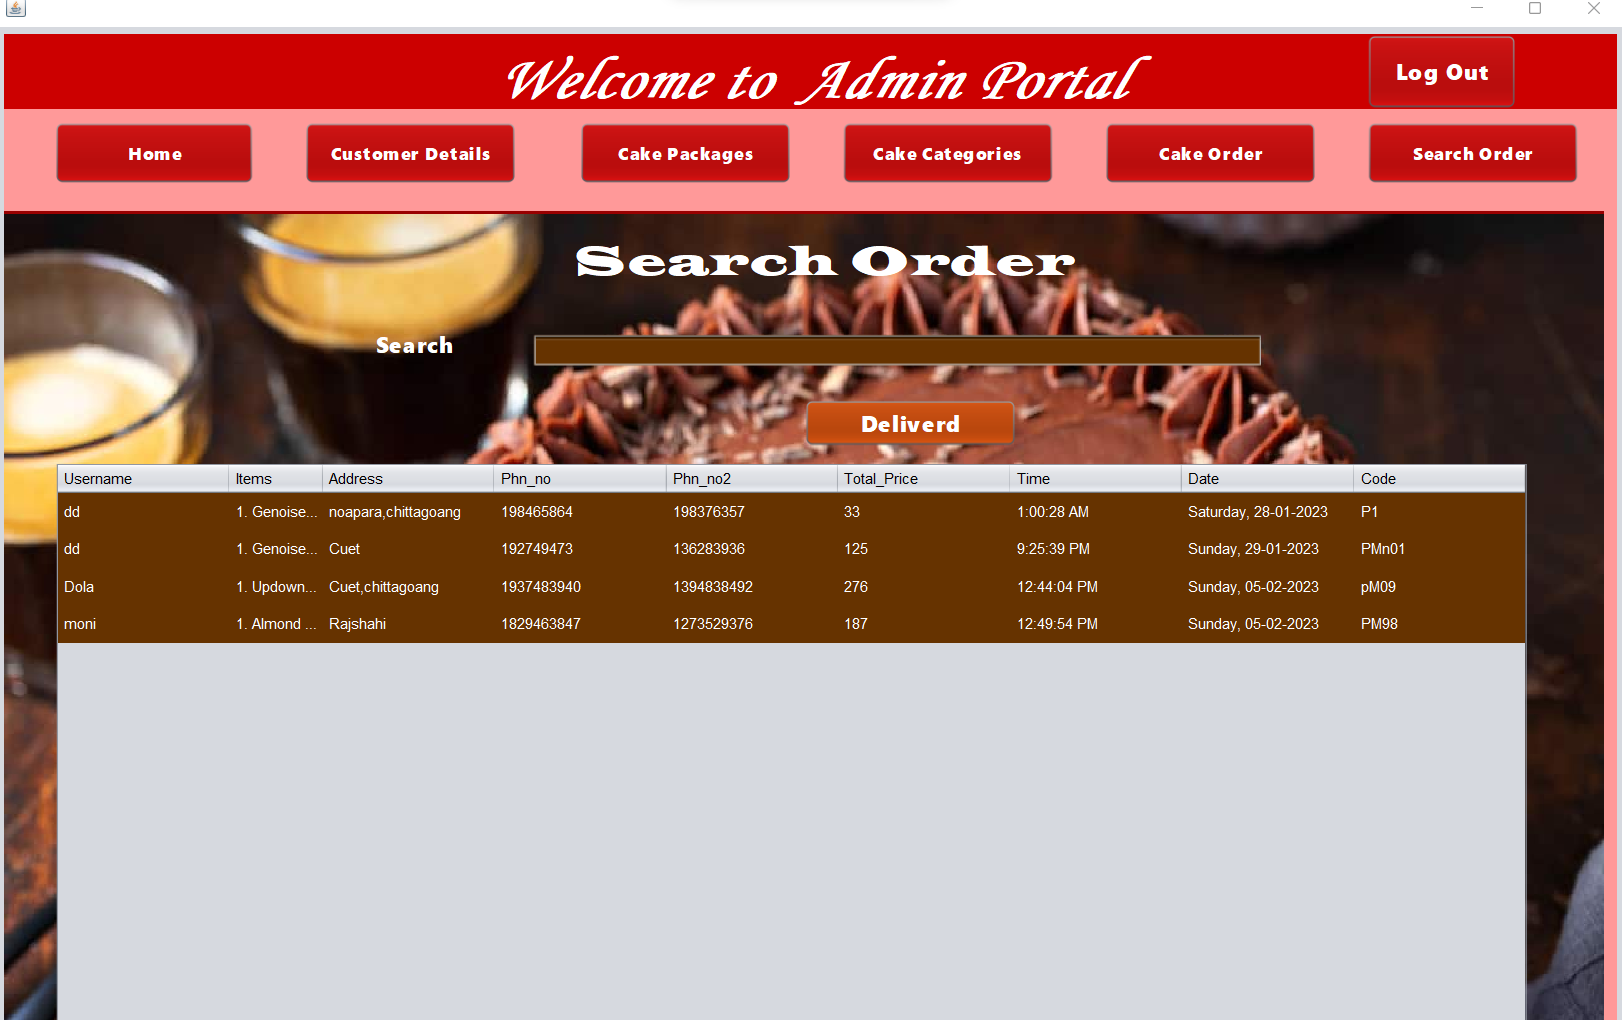 Welcome to Admin Portal
Log Out
Home Customer Details Cake Packages Cake Categories Cake Order Search Order
Search Order
Search
Deliverd
Username Items Address Phn_no Phn_no2 Total_Price Time Date Code
dd 1. Genoise... noapara,chittagoang 198465864 198376357 33 1:00:28 AM Saturday, 28-01-2023 P1
dd 1. Genoise... Cuet 192749473 136283936 125 9:25:39 PM Sunday, 29-01-2023 PMn01
Dola 1. Updown... Cuet,chittagoang 1937483940 1394838492 276 12:44:04 PM Sunday, 05-02-2023 pM09
moni 1. Almond ... Rajshahi 1829463847 1273529376 187 12:49:54 PM Sunday, 05-02-2023 PM98